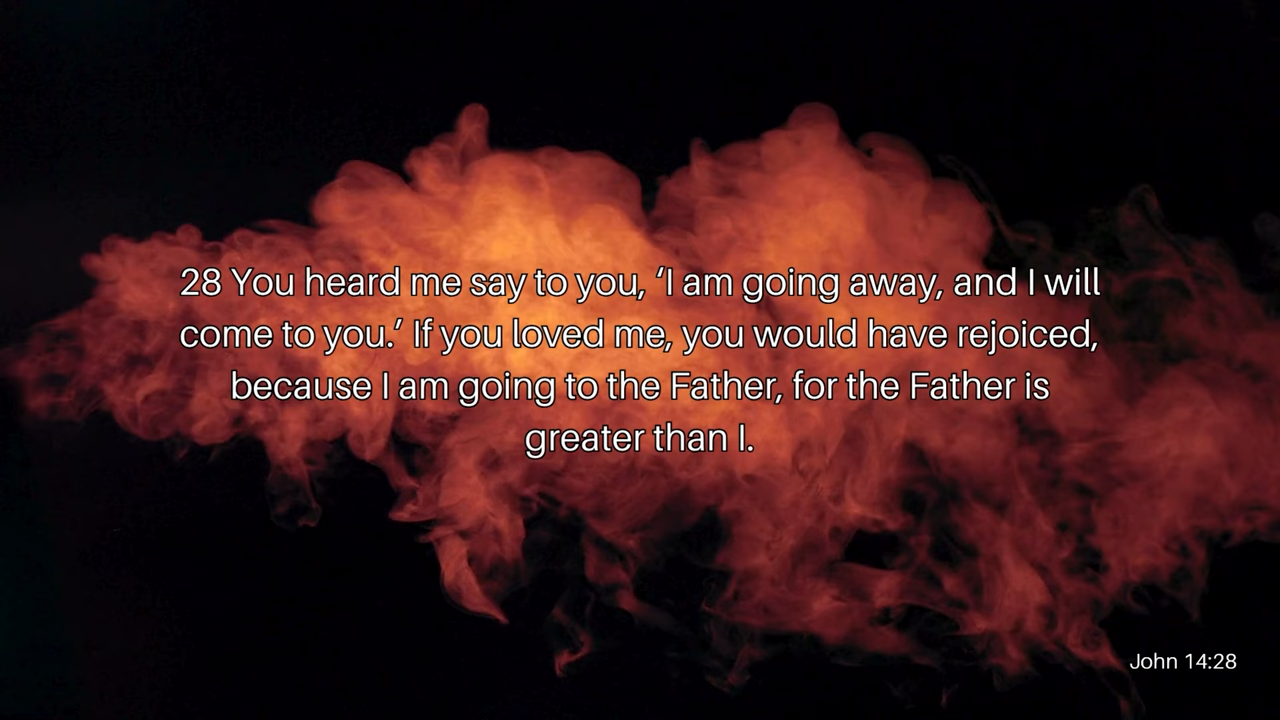 28 You heard me say to you, ‘I am going away, and I will
come to you.’ If you loved me, you would have rejoiced,
because I am going to the Father, for the Father is
greater than I.
John 14:28